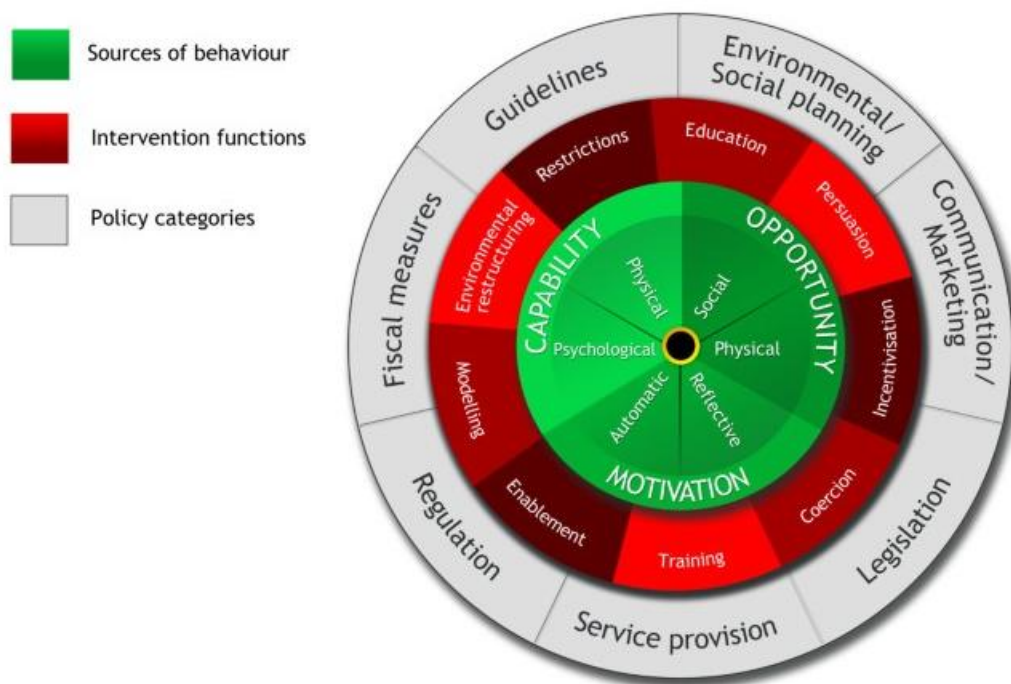 Sources of behaviour
Intervention functions
Policy categories
Guidelines
Environmental/
Social planning
Communication/
Marketing
Legislation
Service provision
Regulation
Fiscal measures
Restrictions
Education
Persuasion
Incentivisation
Coercion
Training
Enablement
Modelling
Environmental
restructuring
CAPABILITY
OPPORTUNITY
MOTIVATION
Physical
Social
Physical
Reflective
Automatic
Psychological